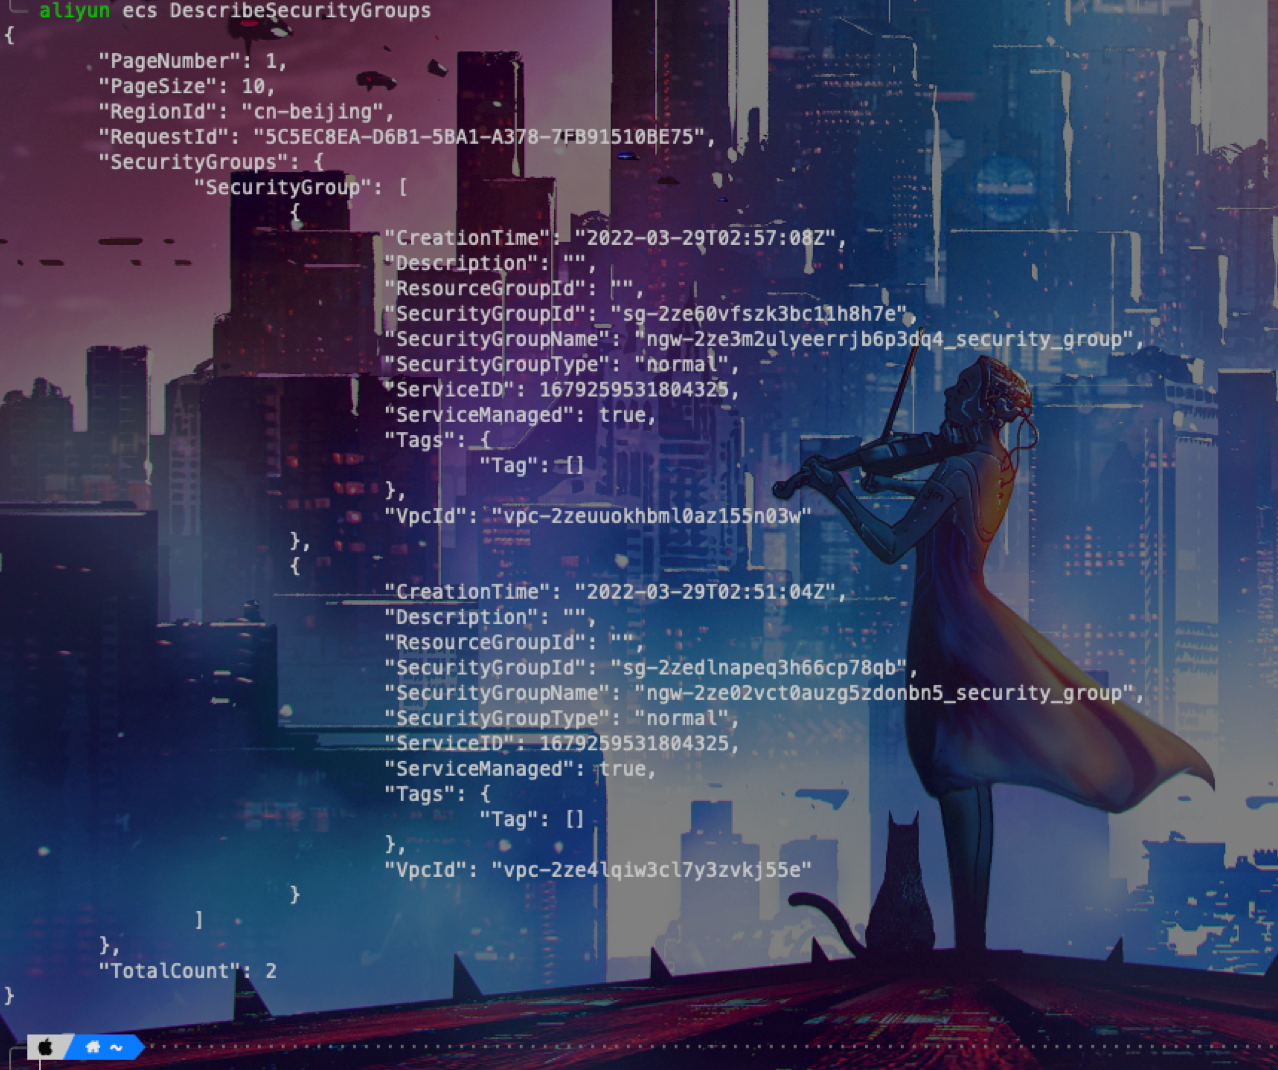 aliyun ecs DescribeSecurityGroups
{
"PageNumber": 1,
"PageSize": 10,
"RegionId": "cn-beijing",
"RequestId": "5C5EC8EA-D6B1-5BA1-A378-7FB91510BE75",
"SecurityGroups": {
"SecurityGroup": [
{
"CreationTime": "2022-03-29T02:57:08Z",
"Description": "",
"ResourceGroupId": "",
"SecurityGroupId": "sg-2ze60vfszk3bc11h8h7e",
"SecurityGroupName": "ngw-2ze3m2ulyeerrjb6p3dq4_security_group",
"SecurityGroupType": "normal",
"ServiceID": 1679259531804325,
"ServiceManaged": true,
"Tags": {
"Tag": []
},
"VpcId": "vpc-2zeuuokhbml0az155n03w"
},
{
"CreationTime": "2022-03-29T02:51:04Z",
"Description": "",
"ResourceGroupId": "",
"SecurityGroupId": "sg-2zedlnapeq3h66cp78qb",
"SecurityGroupName": "ngw-2ze02vct0auzg5zdonbn5_security_group",
"SecurityGroupType": "normal",
"ServiceID": 1679259531804325,
"ServiceManaged": true,
"Tags": {
"Tag": []
},
"VpcId": "vpc-2ze4lqiw3cl7y3zvkj55e"
}
]
},
"TotalCount": 2
}
~